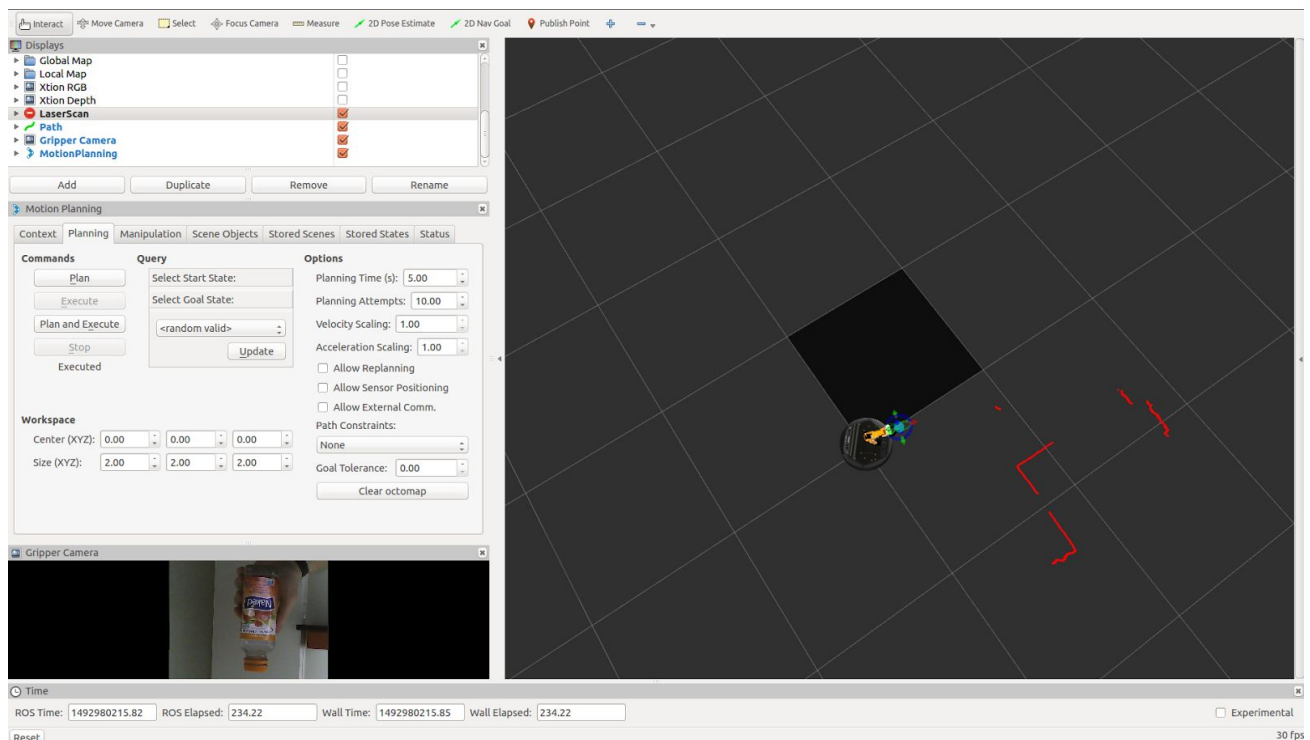 Interact Move Camera Select Focus Camera Measure 2D Pose Estimate 2D Nav Goal Publish Point
Displays
Global Map
Local Map
Xtion RGB
Xtion Depth
LaserScan
Path
Gripper Camera
MotionPlanning
Add Duplicate Remove Rename
Motion Planning
Context Planning Manipulation Scene Objects Stored Scenes Stored States Status
Commands Query Options
Plan Select Start State: Planning Time (s): 5.00
Execute Select Goal State: Planning Attempts: 10.00
Plan and Execute <random valid> Velocity Scaling: 1.00
Stop Update Acceleration Scaling: 1.00
Executed Allow Replanning
Allow Sensor Positioning
Allow External Comm.
Workspace Path Constraints:
Center (XYZ): 0.00 0.00 0.00 None
Size (XYZ): 2.00 2.00 2.00 Goal Tolerance: 0.00
Clear octomap
Gripper Camera
Naked
Time
ROS Time: 1492980215.82 ROS Elapsed: 234.22 Wall Time: 1492980215.85 Wall Elapsed: 234.22 Experimental
Reset 30 fps